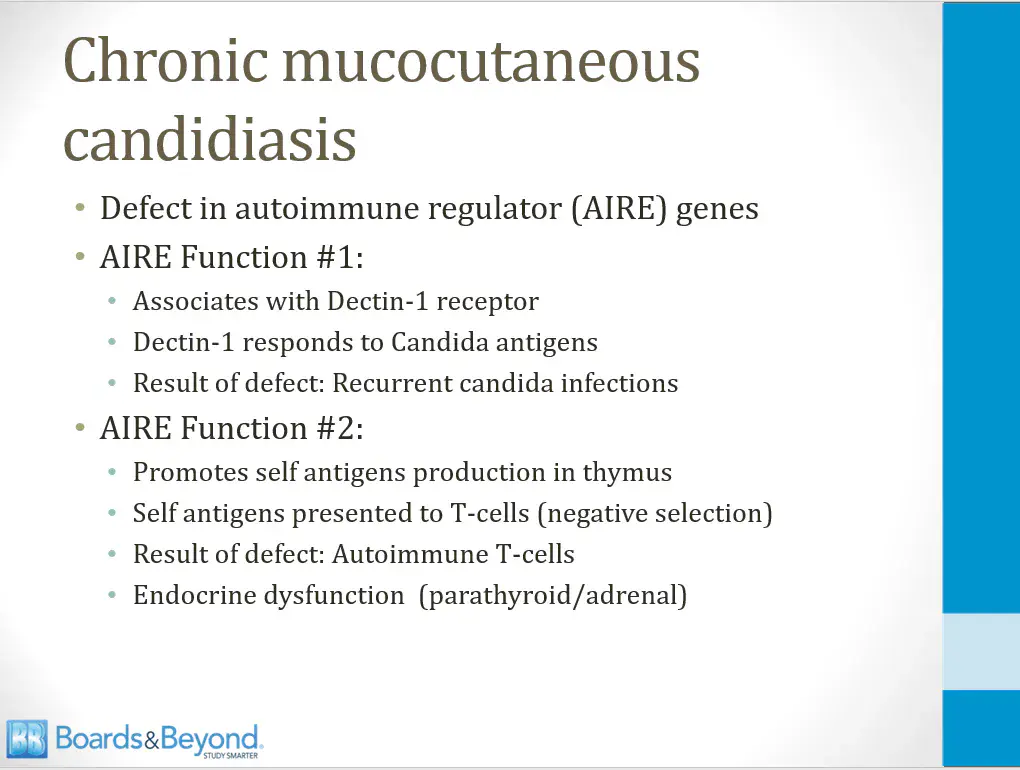 Chronic mucocutaneous
candidiasis
• Defect in autoimmune regulator (AIRE) genes
• AIRE Function #1:
• Associates with Dectin-1 receptor
• Dectin-1 responds to Candida antigens
• Result of defect: Recurrent candida infections
• AIRE Function #2:
• Promotes self antigens production in thymus
• Self antigens presented to T-cells (negative selection)
• Result of defect: Autoimmune T-cells
• Endocrine dysfunction (parathyroid/adrenal)
BB Boards&Beyond.
STUDY SMARTER